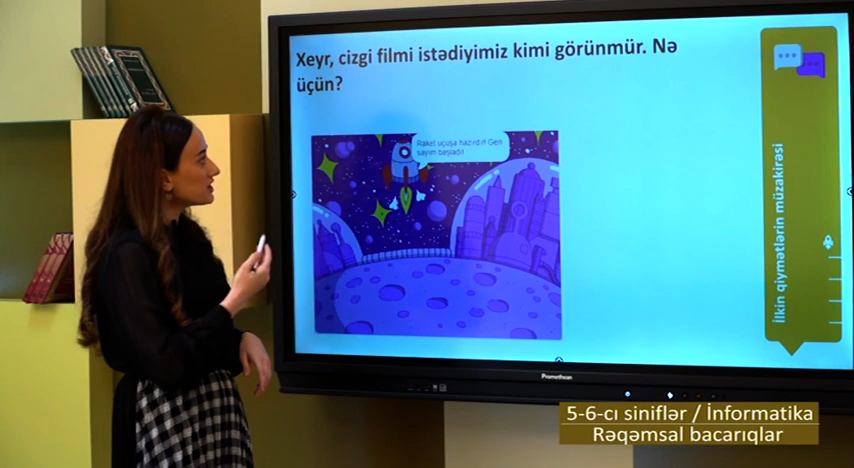 Xeyr, cizgi filmi istədiyimiz kimi görünmür. Nə
üçün?
Raket uçuşa hazırdır! Geri
sayım başladı!
İlkin qiymətlərin müzakirəsi
Promethean
5-6-cı siniflər / İnformatika
Rəqəmsal bacarıqlar